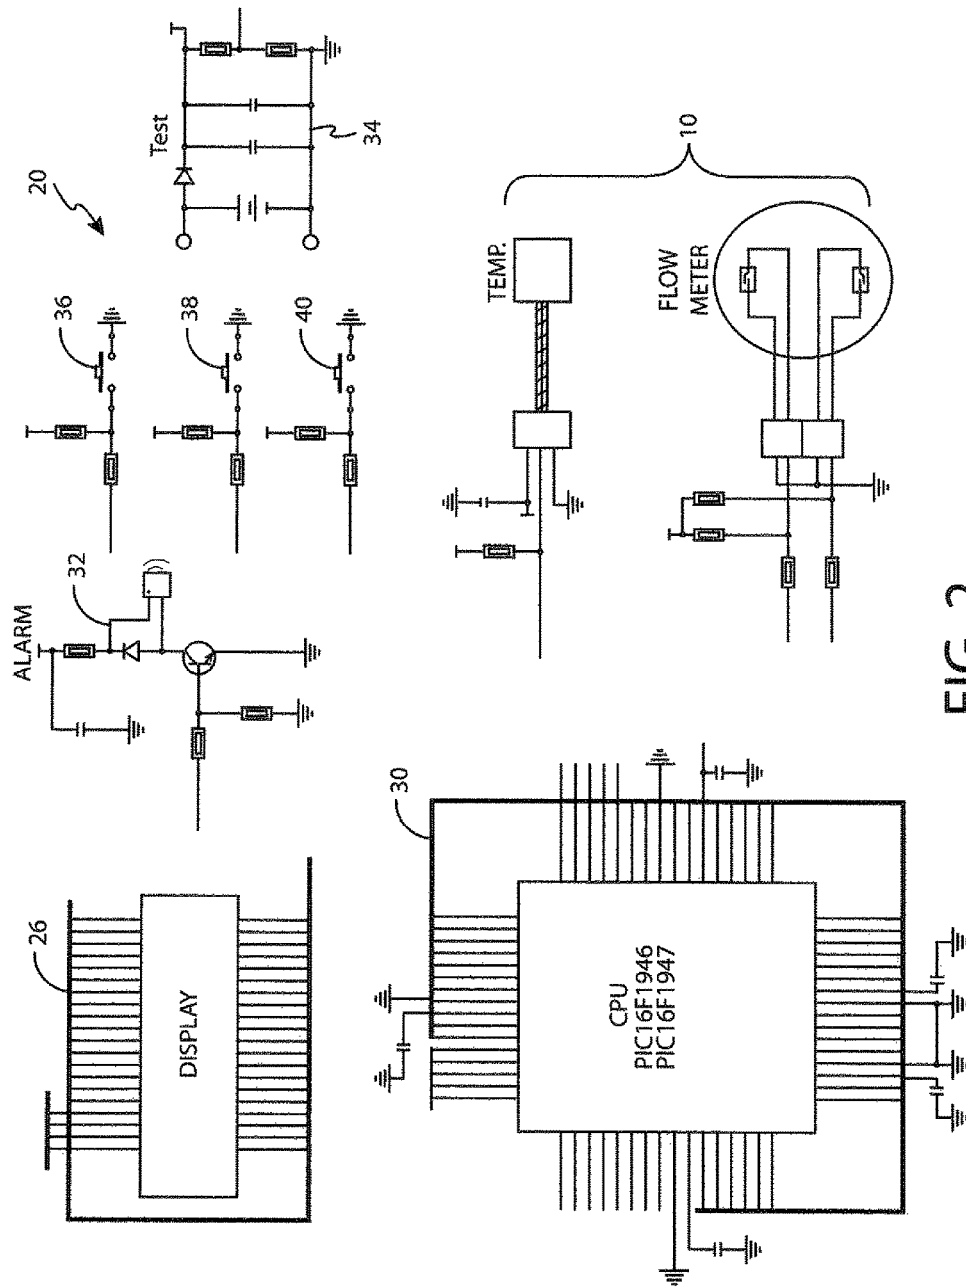 20
Test
34
36
38
40
ALARM
32
26
DISPLAY
TEMP.
FLOW
METER
10
30
CPU
PIC16F1946
PIC16F1947
FIG. 2